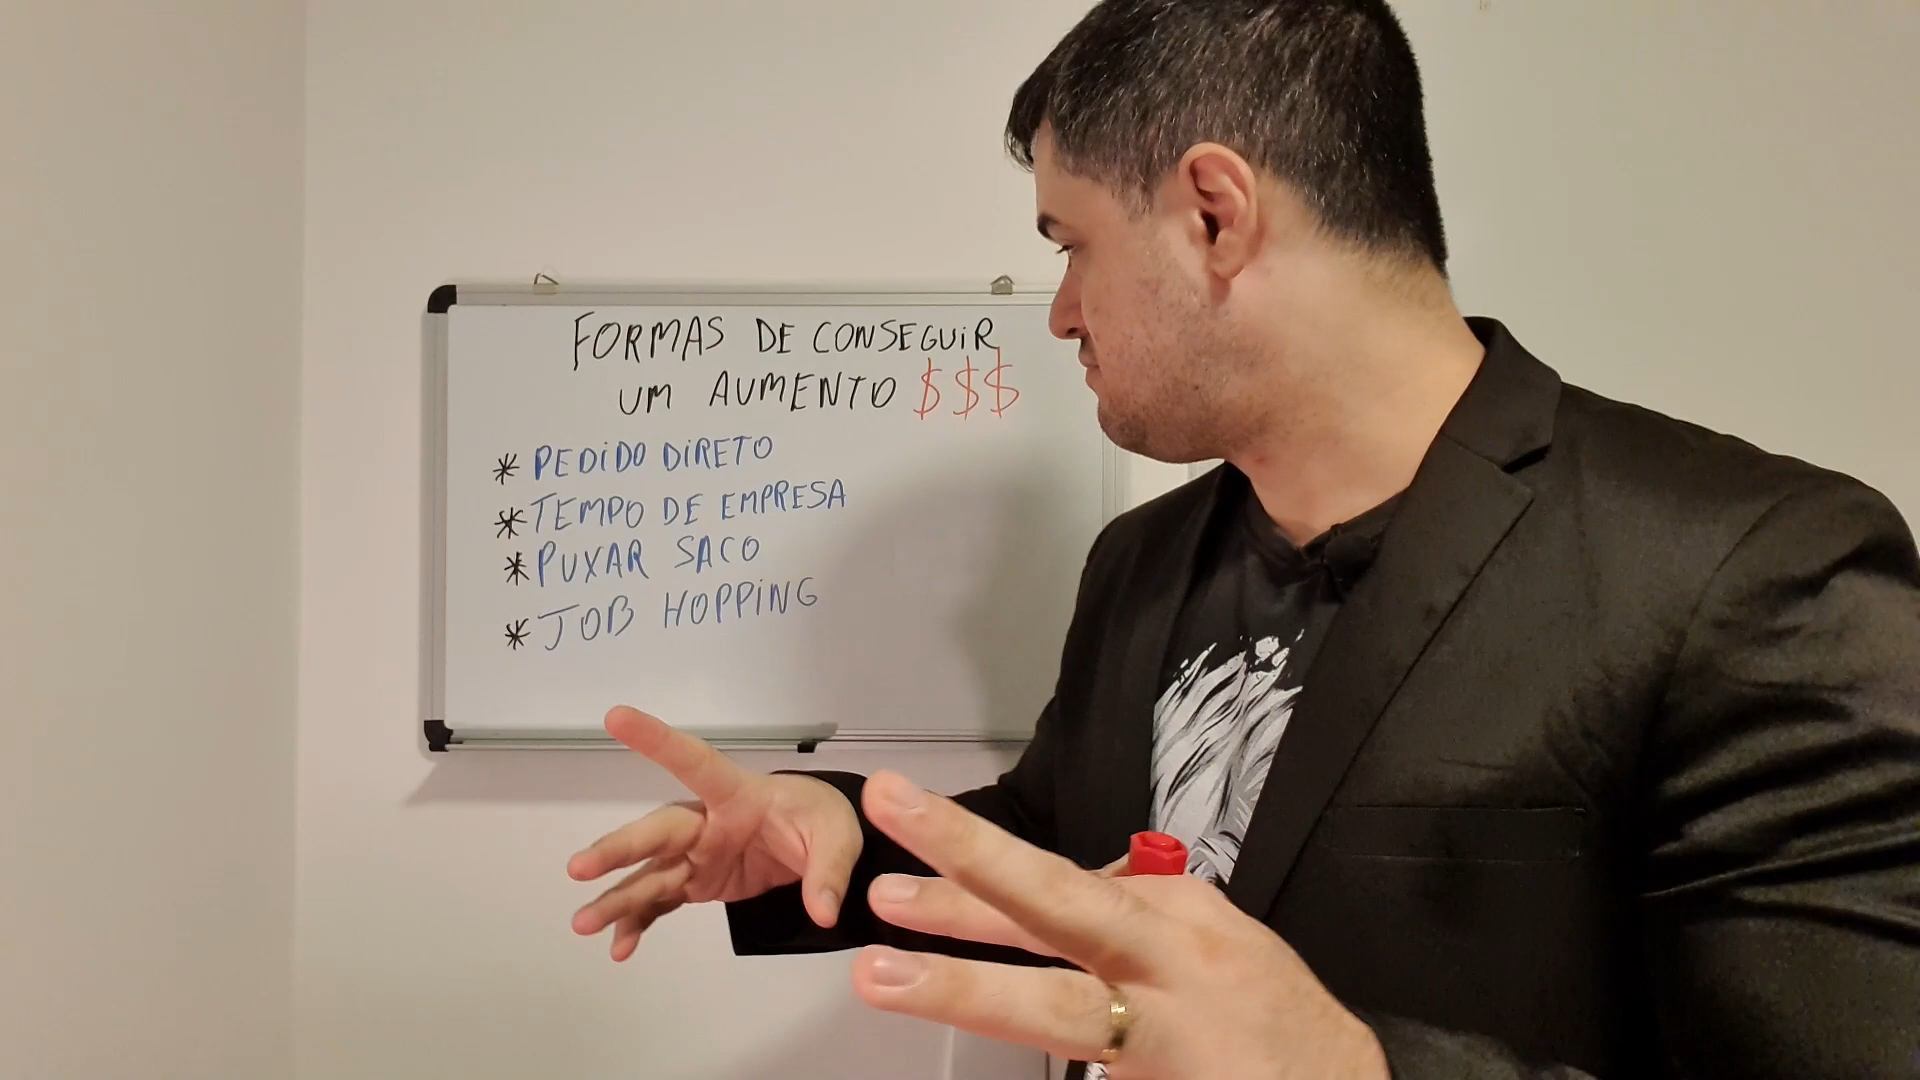 FORMAS DE CONSEGUIR
UM AUMENTO $$$
* PEDIDO DIRETO
* TEMPO DE EMPRESA
* PUXAR SACO
* JOB HOPPING